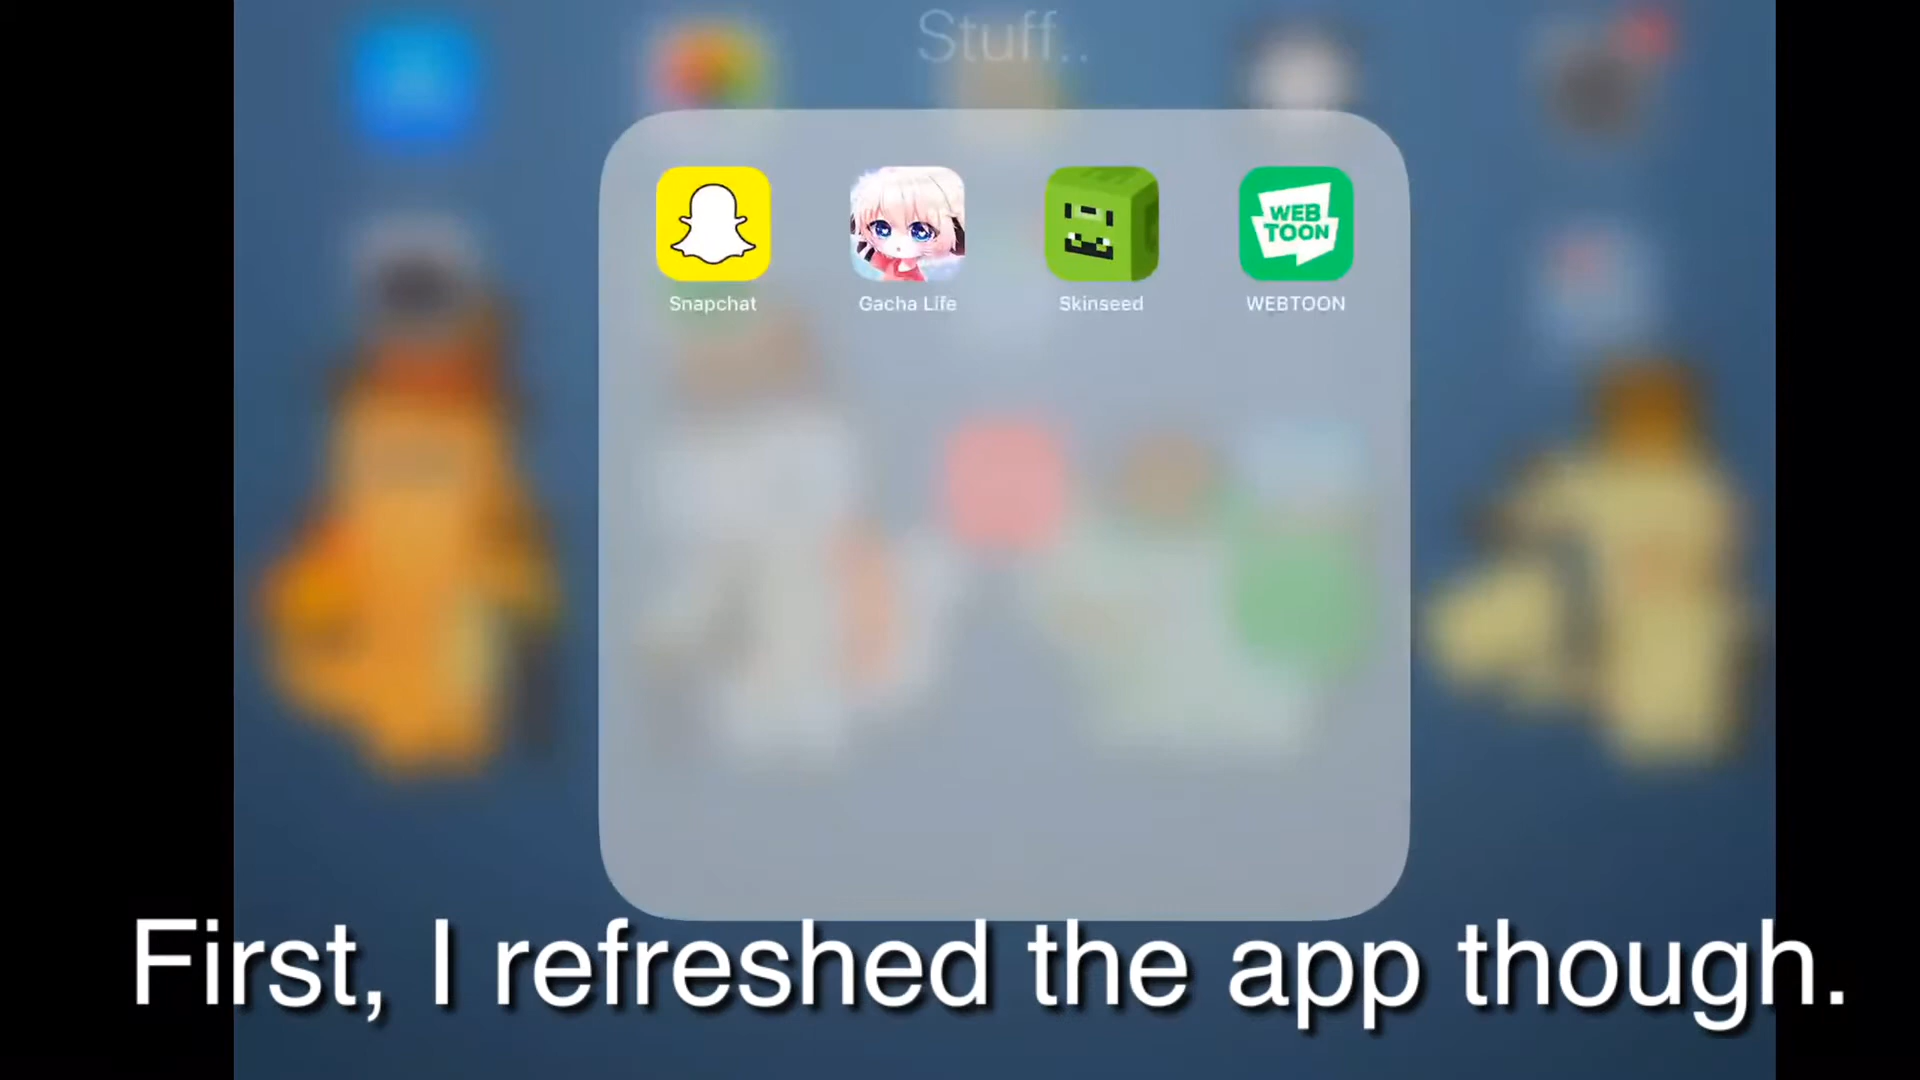 Stuff..
WEB
TOON
Snapchat
Gacha Life
Skinseed
WEBTOON
First, I refreshed the app though.